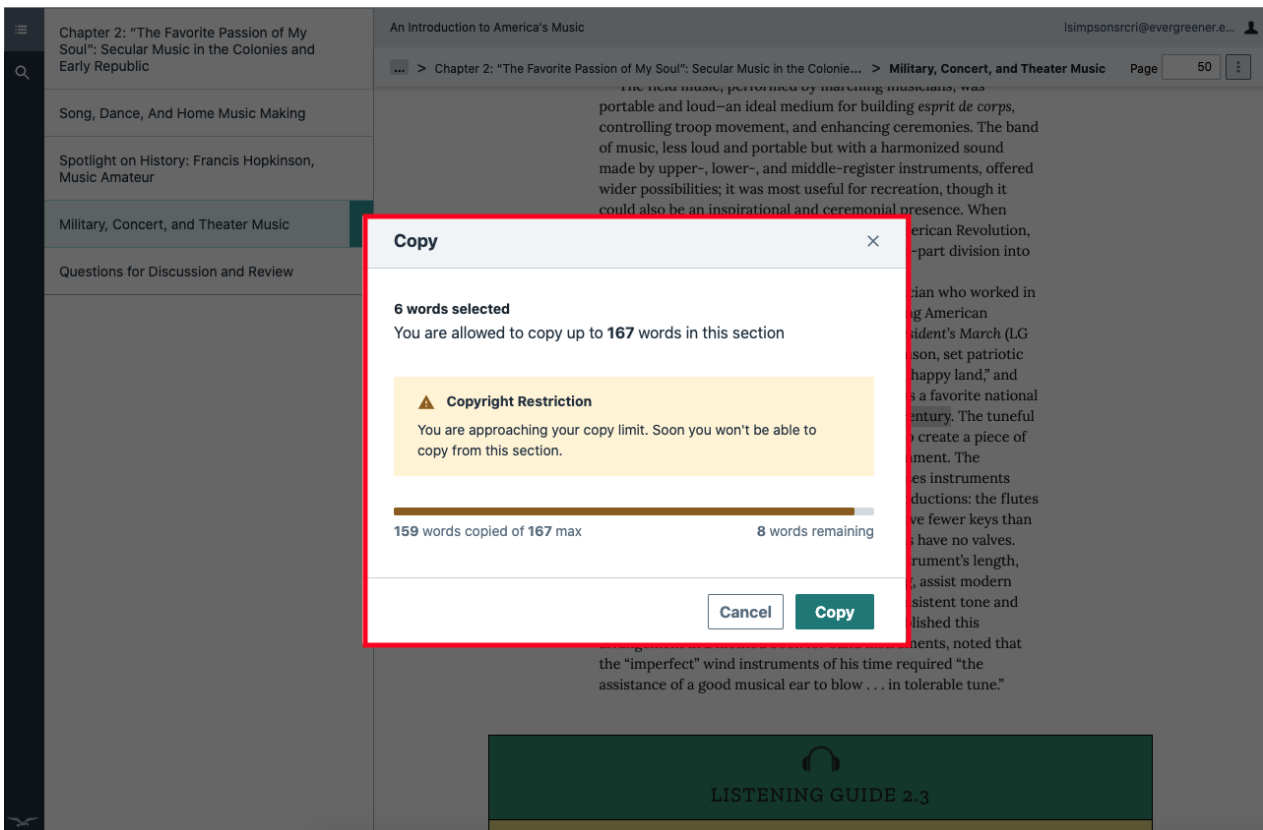 Chapter 2: “The Favorite Passion of My
Soul”: Secular Music in the Colonies and
Early Republic
Song, Dance, And Home Music Making
Spotlight on History: Francis Hopkinson,
Music Amateur
Military, Concert, and Theater Music
Questions for Discussion and Review
An Introduction to America's Music
lsimpsonsrcri@evergreener.e...
... > Chapter 2: “The Favorite Passion of My Soul”: Secular Music in the Colonie... > Military, Concert, and Theater Music Page 50
The field music, performed by marching musicians, was
portable and loud—an ideal medium for building esprit de corps,
controlling troop movement, and enhancing ceremonies. The band
of music, less loud and portable but with a harmonized sound
made by upper-, lower-, and middle-register instruments, offered
wider possibilities; it was most useful for recreation, though it
could also be an inspirational and ceremonial presence. When
erican Revolution,
-part division into
cian who worked in
ng American
sident’s March (LG
nson, set patriotic
happy land,” and
s a favorite national
entury. The tuneful
o create a piece of
nment. The
es instruments
ductions: the flutes
ve fewer keys than
s have no valves.
rument’s length,
g, assist modern
sistent tone and
blished this
ments, noted that
the “imperfect” wind instruments of his time required “the
assistance of a good musical ear to blow . . . in tolerable tune.”
LISTENING GUIDE 2.3
Copy
6 words selected
You are allowed to copy up to 167 words in this section
Copyright Restriction
You are approaching your copy limit. Soon you won't be able to
copy from this section.
159 words copied of 167 max
8 words remaining
Cancel
Copy